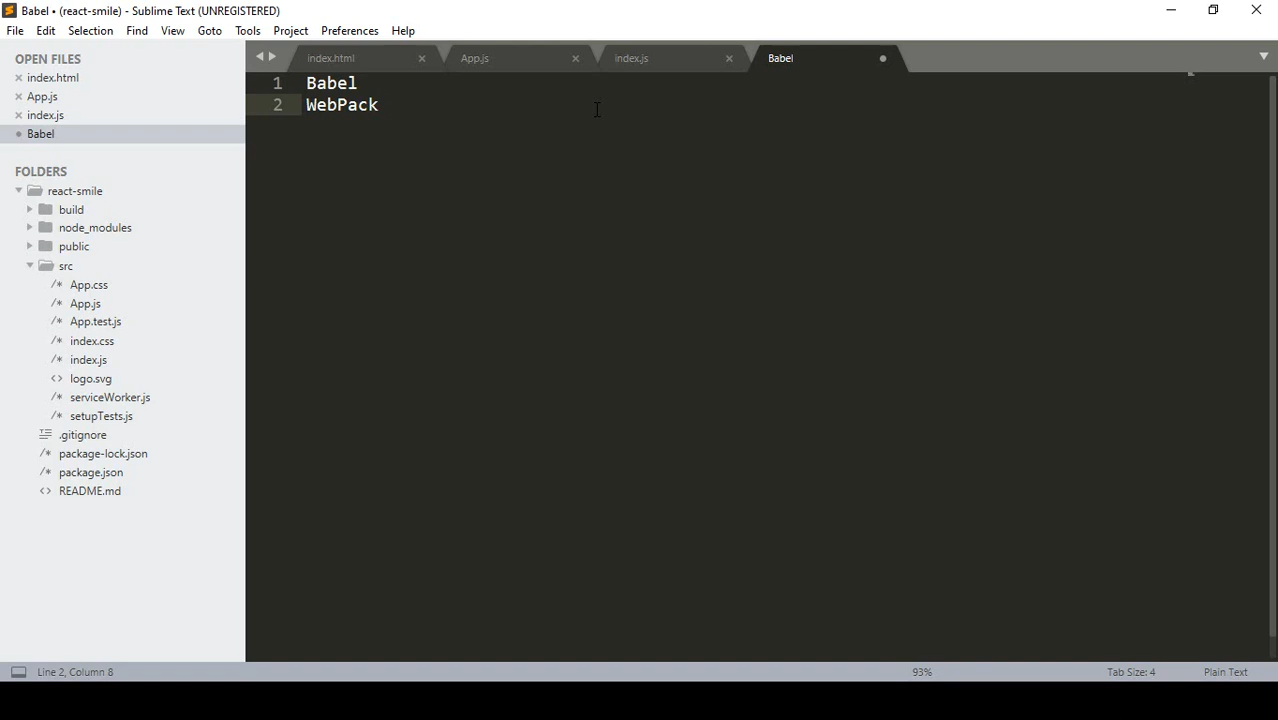 Babel • (react-smile) - Sublime Text (UNREGISTERED)
File Edit Selection Find View Goto Tools Project Preferences Help
OPEN FILES
index.html
App.js
index.js
Babel
FOLDERS
react-smile
build
node_modules
public
src
/* App.css
/* App.js
/* App.test.js
/* index.css
/* index.js
<> logo.svg
/* serviceWorker.js
/* setupTests.js
.gitignore
/* package-lock.json
/* package.json
<> README.md
index.html App.js index.js Babel
1 Babel
2 WebPack
Line 2, Column 8 93% Tab Size: 4 Plain Text